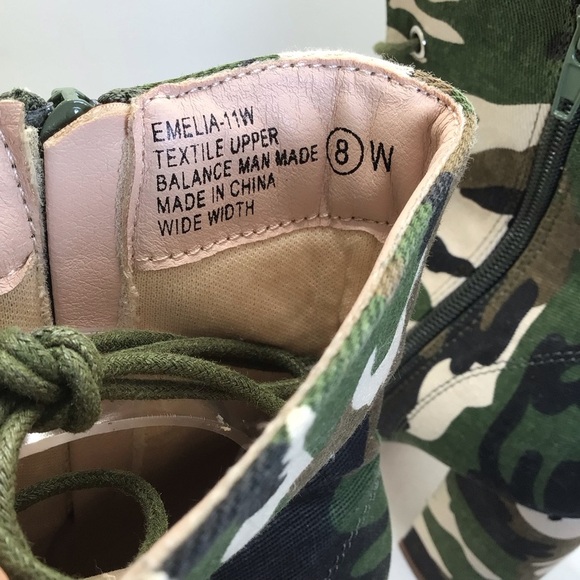 EMELIA-11W
TEXTILE UPPER
BALANCE MAN MADE
MADE IN CHINA
WIDE WIDTH
8 W